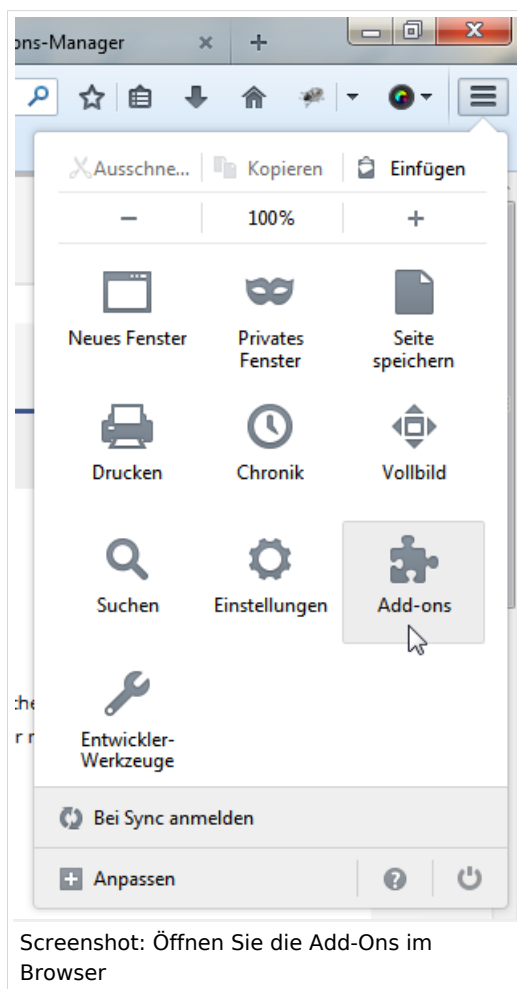 ons-Manager
Ausschne... Kopieren Einfügen
100%
Neues Fenster
Privates
Fenster
Seite
speichern
Drucken
Chronik
Vollbild
Suchen
Einstellungen
Add-ons
Entwickler-
Werkzeuge
Bei Sync anmelden
Anpassen
Screenshot: Öffnen Sie die Add-Ons im
Browser